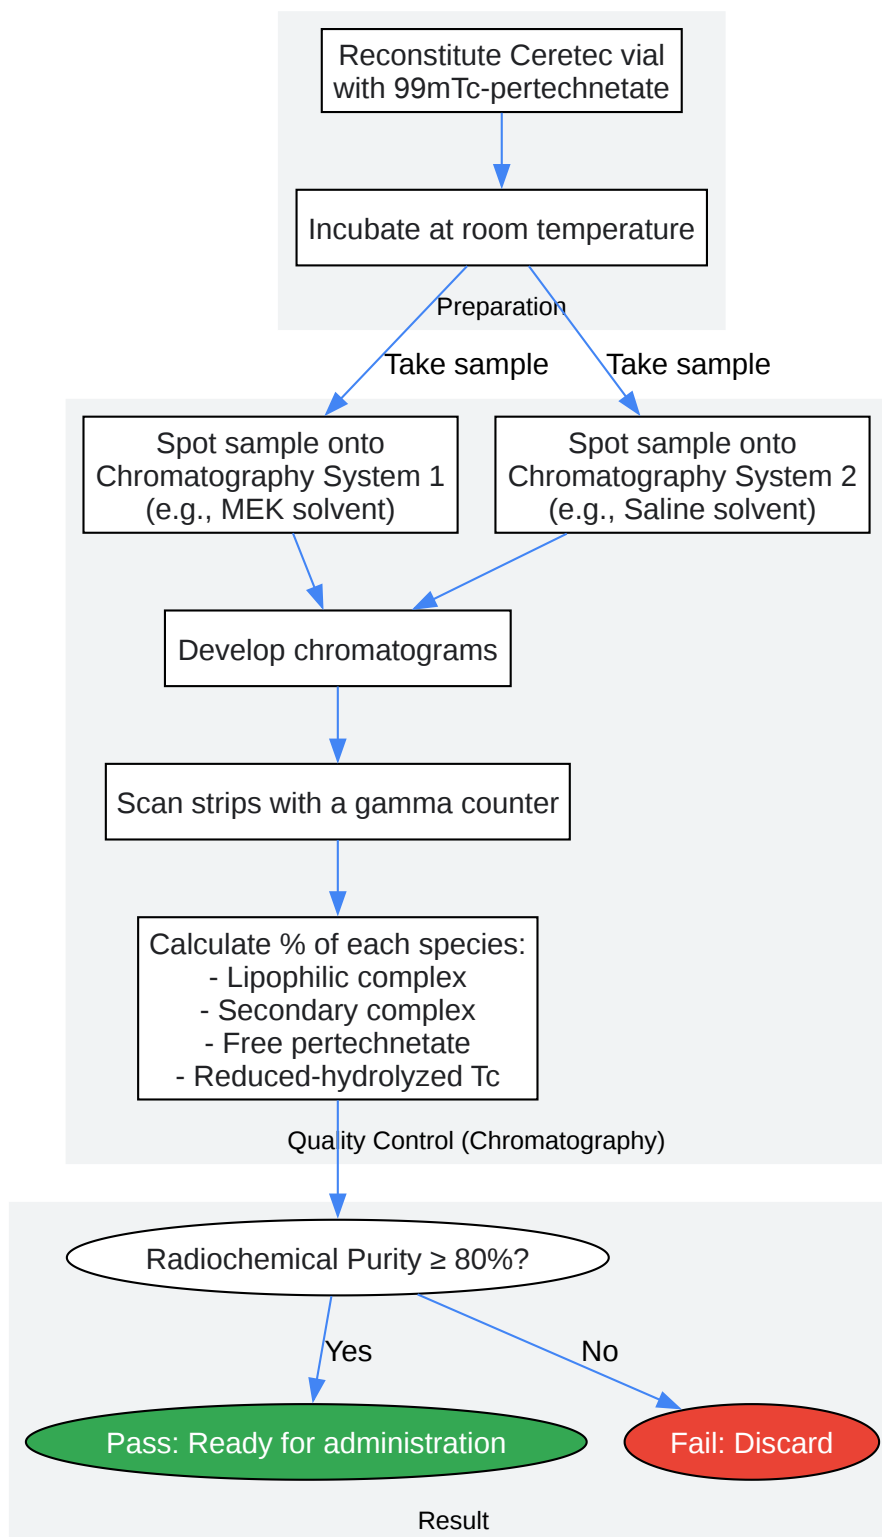 Reconstitute Ceretec vial
with 99mTc-pertechnetate
Incubate at room temperature
Preparation
Take sample
Take sample
Spot sample onto
Chromatography System 1
(e.g., MEK solvent)
Spot sample onto
Chromatography System 2
(e.g., Saline solvent)
Develop chromatograms
Scan strips with a gamma counter
Calculate % of each species:
- Lipophilic complex
- Secondary complex
- Free pertechnetate
- Reduced-hydrolyzed Tc
Quality Control (Chromatography)
Radiochemical Purity ≥ 80%?
Yes
No
Pass: Ready for administration
Fail: Discard
Result